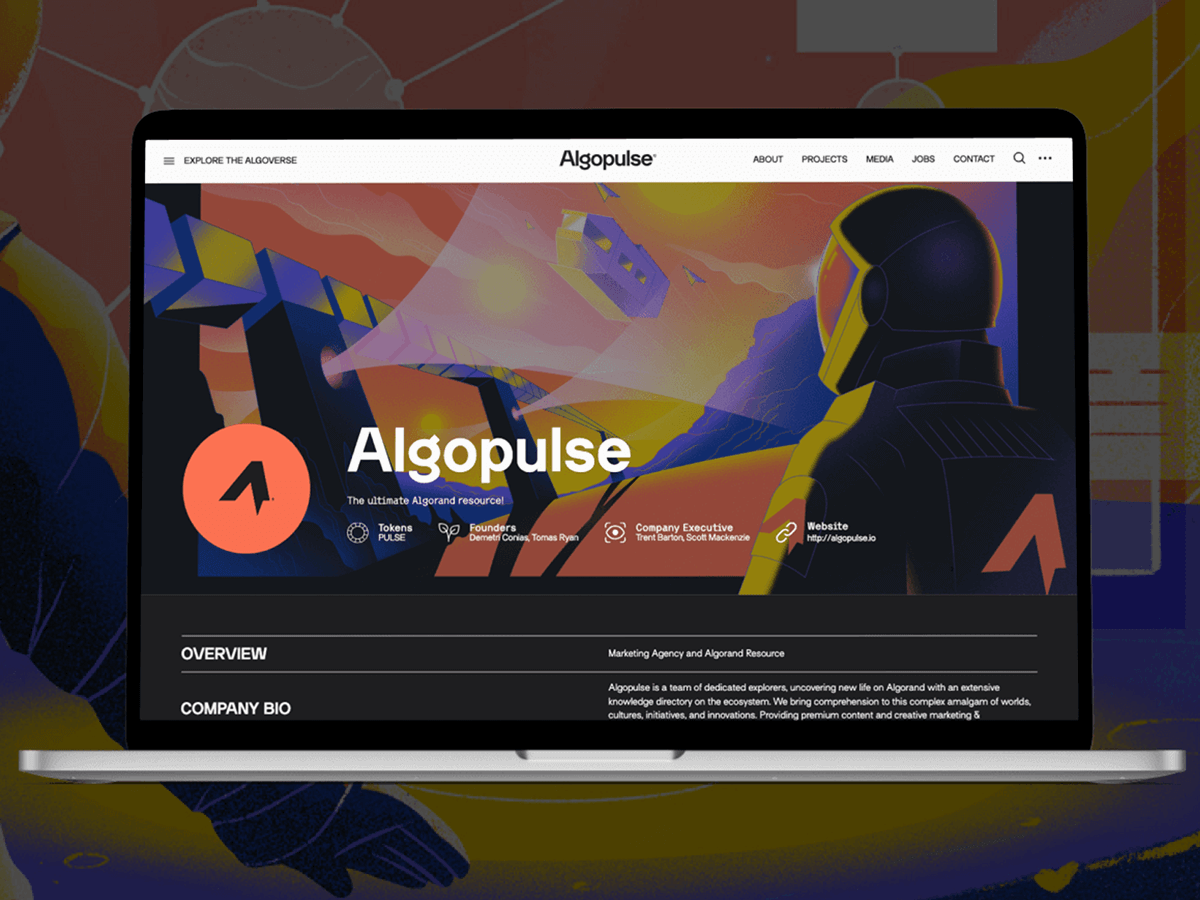 EXPLORE THE ALGOVERSE
Algopulse®
ABOUT PROJECTS MEDIA JOBS CONTACT
Algopulse
The ultimate Algorand resource!
Tokens
PULSE
Founders
Demetri Conias, Tomas Ryan
Company Executive
Trent Barton, Scott Mackenzie
Website
http://algopulse.io
OVERVIEW
Marketing Agency and Algorand Resource
COMPANY BIO
Algopulse is a team of dedicated explorers, uncovering new life on Algorand with an extensive
knowledge directory on the ecosystem. We bring comprehension to this complex amalgam of worlds,
cultures, initiatives, and innovations. Providing premium content and creative marketing &